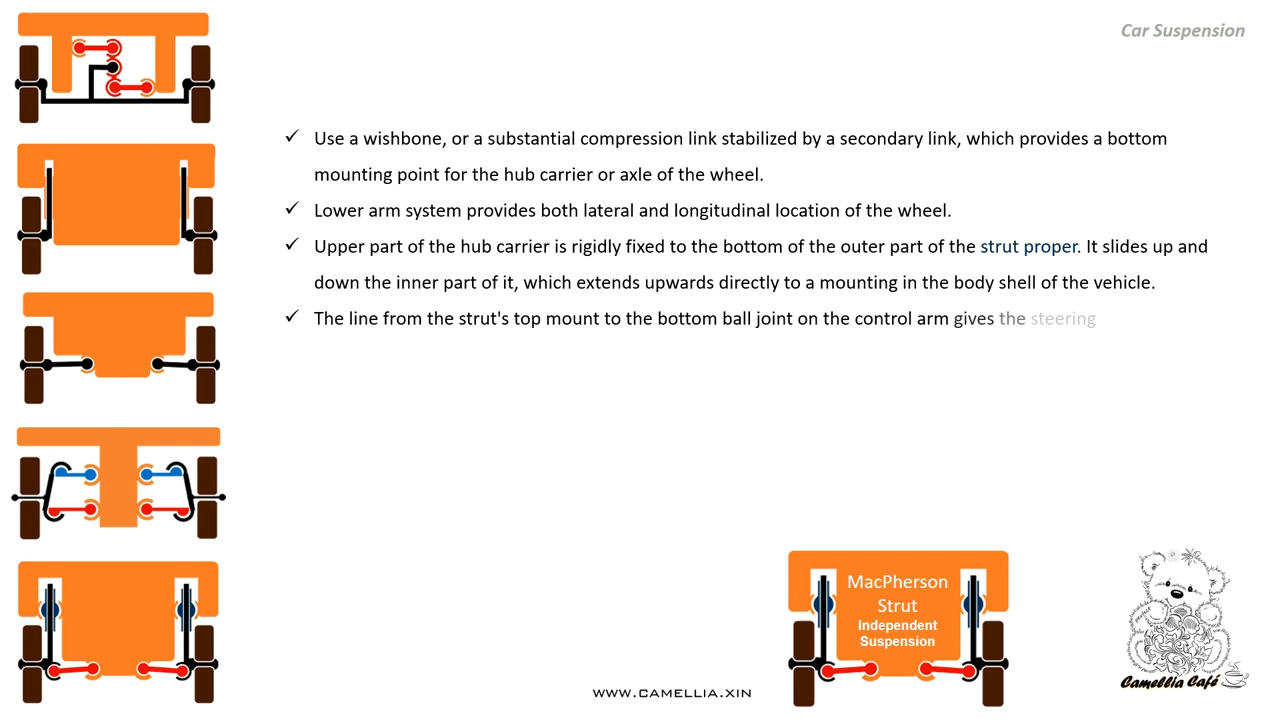 Car Suspension
✓ Use a wishbone, or a substantial compression link stabilized by a secondary link, which provides a bottom
mounting point for the hub carrier or axle of the wheel.
✓ Lower arm system provides both lateral and longitudinal location of the wheel.
✓ Upper part of the hub carrier is rigidly fixed to the bottom of the outer part of the strut proper. It slides up and
down the inner part of it, which extends upwards directly to a mounting in the body shell of the vehicle.
✓ The line from the strut's top mount to the bottom ball joint on the control arm gives the steering
MacPherson
Strut
Independent
Suspension
WWW.CAMELLIA.XIN
Camellia Café